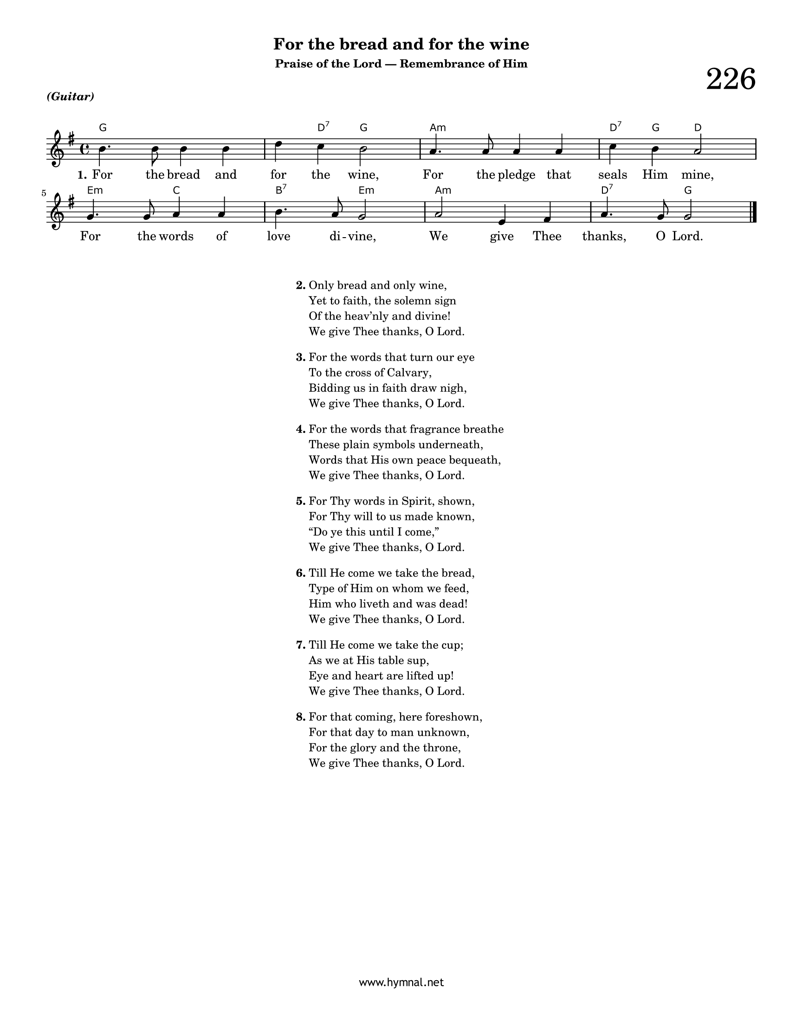 For the bread and for the wine
Praise of the Lord — Remembrance of Him
226
(Guitar)
G D7 G Am D7 G D
1. For the bread and for the wine, For the pledge that seals Him mine,
5
Em C B7 Em Am D7 G
For the words of love di-vine, We give Thee thanks, O Lord.
2. Only bread and only wine,
Yet to faith, the solemn sign
Of the heav’nly and divine!
We give Thee thanks, O Lord.
3. For the words that turn our eye
To the cross of Calvary,
Bidding us in faith draw nigh,
We give Thee thanks, O Lord.
4. For the words that fragrance breathe
These plain symbols underneath,
Words that His own peace bequeath,
We give Thee thanks, O Lord.
5. For Thy words in Spirit, shown,
For Thy will to us made known,
“Do ye this until I come,”
We give Thee thanks, O Lord.
6. Till He come we take the bread,
Type of Him on whom we feed,
Him who liveth and was dead!
We give Thee thanks, O Lord.
7. Till He come we take the cup;
As we at His table sup,
Eye and heart are lifted up!
We give Thee thanks, O Lord.
8. For that coming, here foreshown,
For that day to man unknown,
For the glory and the throne,
We give Thee thanks, O Lord.
www.hymnal.net